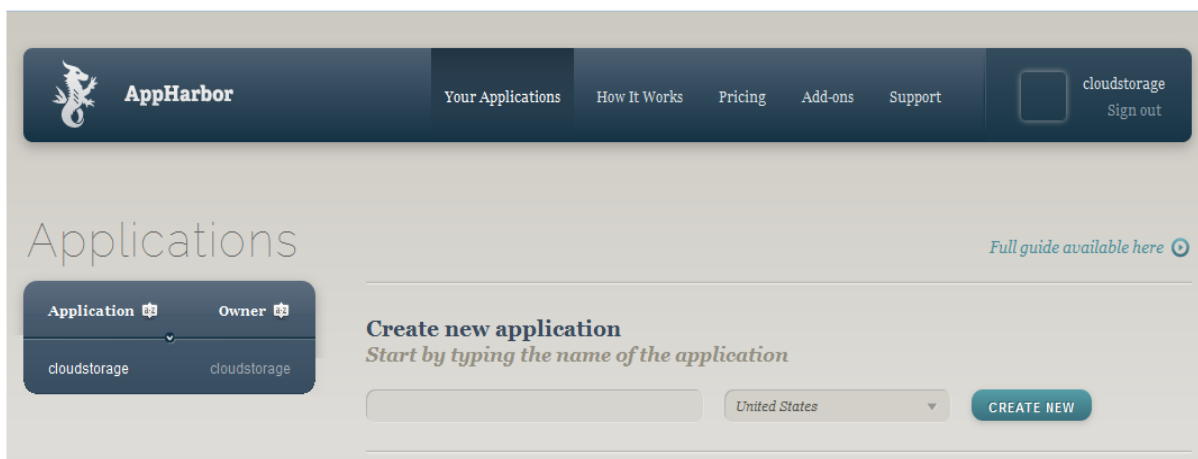 AppHarbor
Your Applications How It Works Pricing Add-ons Support
cloudstorage
Sign out
Applications
Full guide available here
Application a-z Owner a-z
cloudstorage cloudstorage
Create new application
Start by typing the name of the application
United States
CREATE NEW